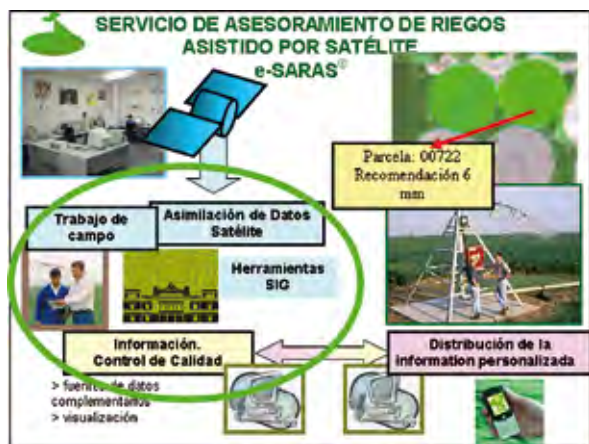 SERVICIO DE ASESORAMIENTO DE RIEGOS
ASISTIDO POR SATÉLITE
e-SARAS®
Parcela: 00722
Recomendación 6
mm
Trabajo de
campo
Asimilación de Datos
Satélite
Herramientas
SIG
Información.
Control de Calidad
Distribución de la
information personalizada
> fuentes de datos
complementarios
> visualización